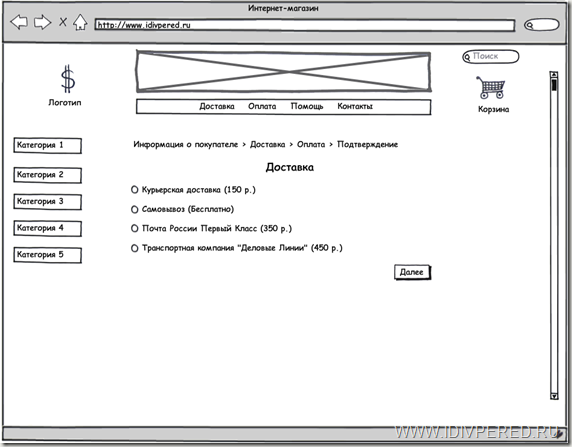 Интернет-магазин
http://www.idivpered.ru
Поиск
Логотип
Корзина
Доставка Оплата Помощь Контакты
Категория 1
Категория 2
Категория 3
Категория 4
Категория 5
Информация о покупателе > Доставка > Оплата > Подтверждение
Доставка
Курьерская доставка (150 р.)
Самовывоз (Бесплатно)
Почта России Первый Класс (350 р.)
Транспортная компания "Деловые Линии" (450 р.)
Далее
WWW.IDIVPERED.RU